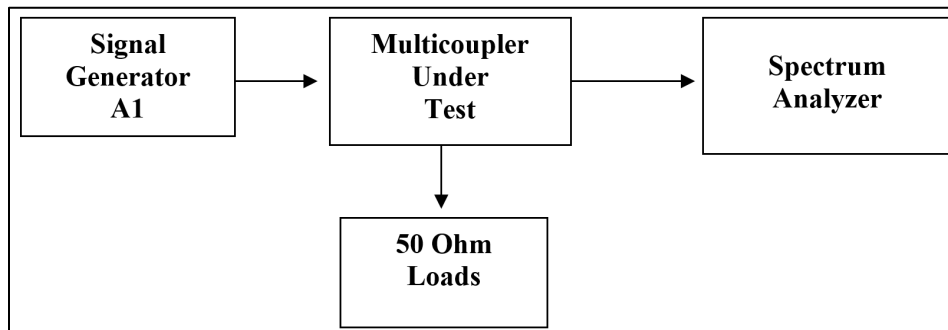 Signal
Generator
A1
Multicoupler
Under
Test
Spectrum
Analyzer
50 Ohm
Loads